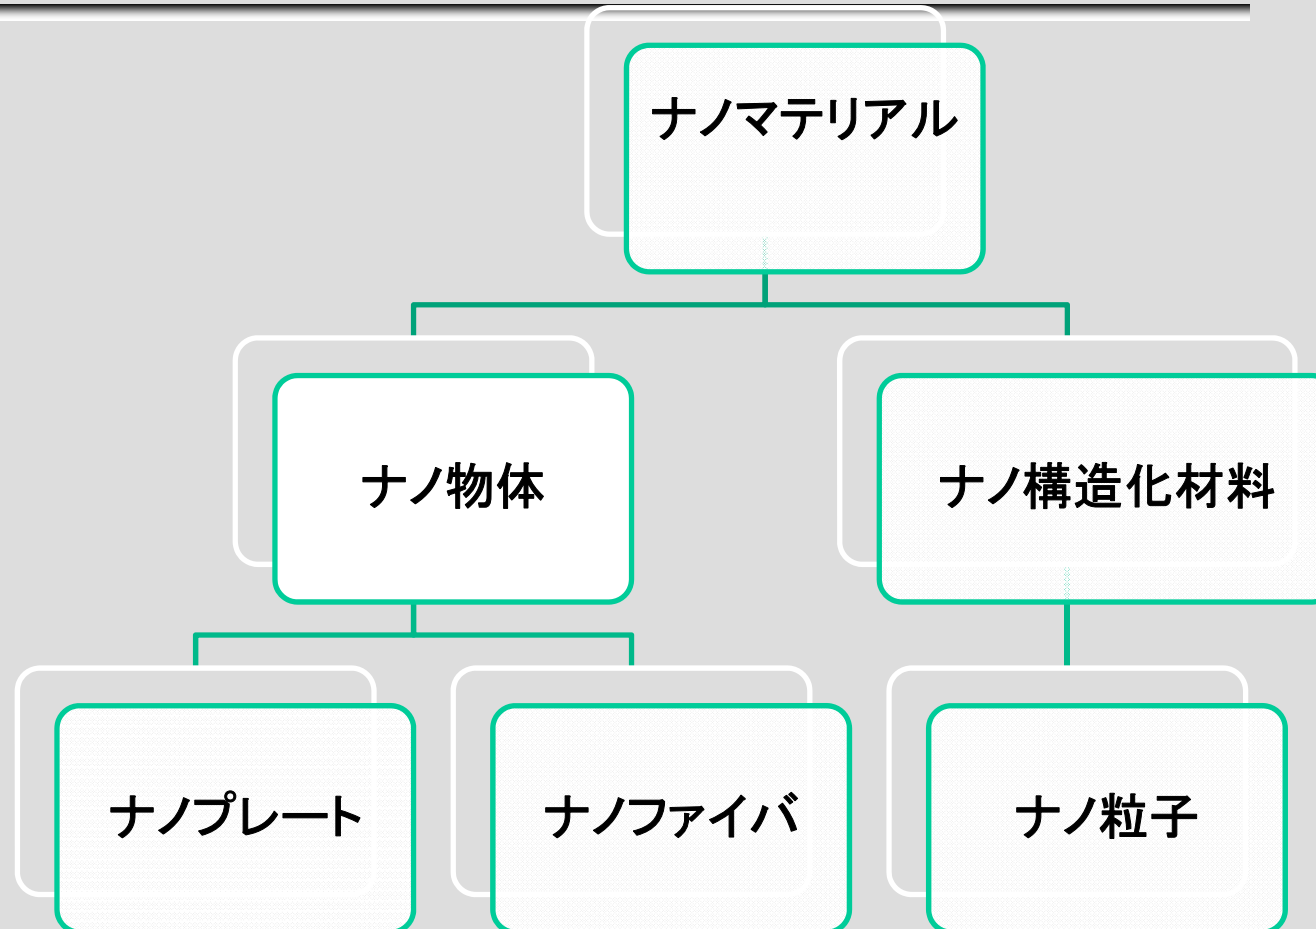 ナノマテリアル
ナノ物体
ナノ構造化材料
ナノプレート
ナノファイバ
ナノ粒子